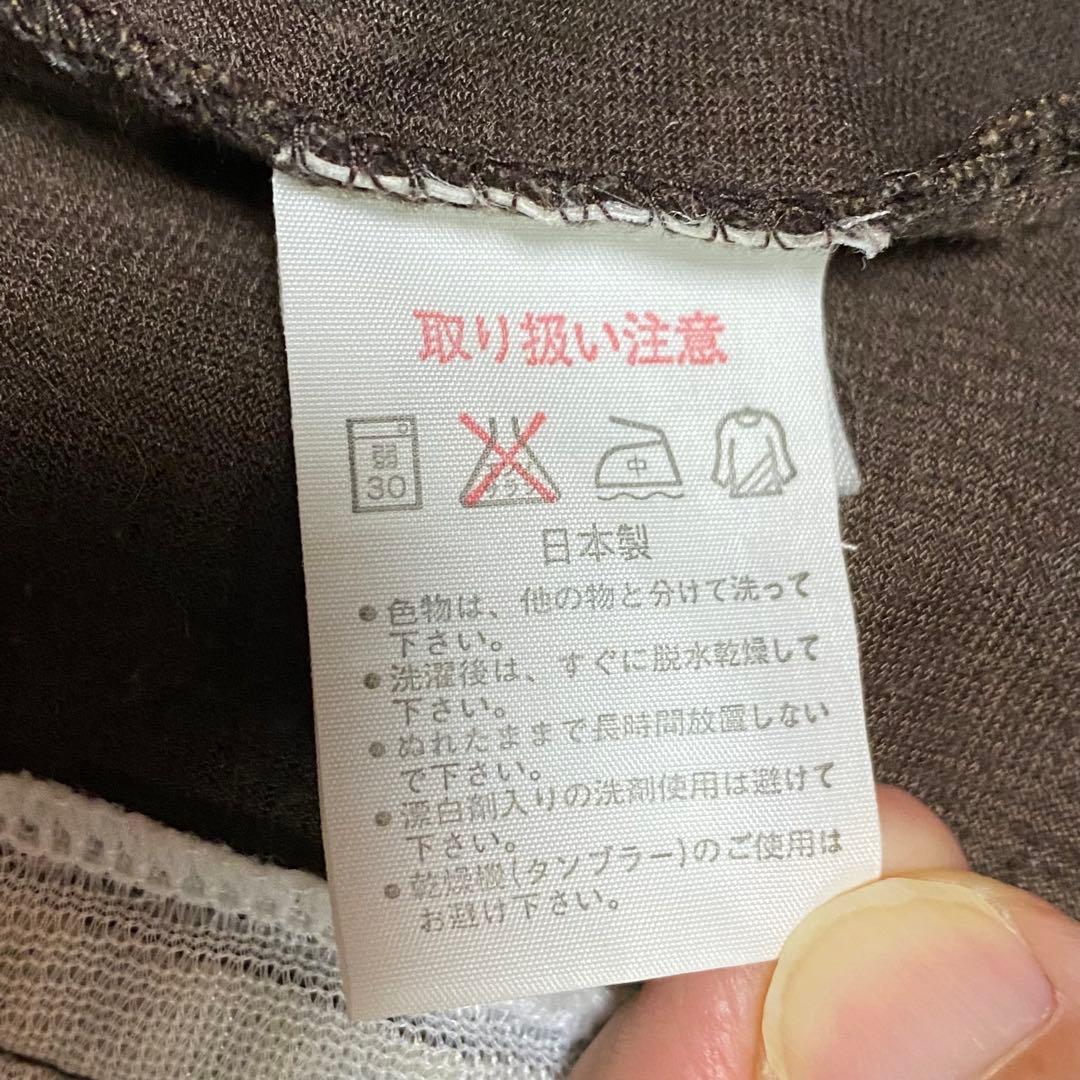 取り扱い注意
弱
30
中
日本製
●色物は、他の物と分けて洗って
下さい。
●洗濯後は、すぐに脱水乾燥して
下さい。
●ぬれたままで長時間放置しない
で下さい。
●漂白剤入りの洗剤使用は避けて
下さい。
●乾燥機(タンブラー)のご使用は
お避け下さい。